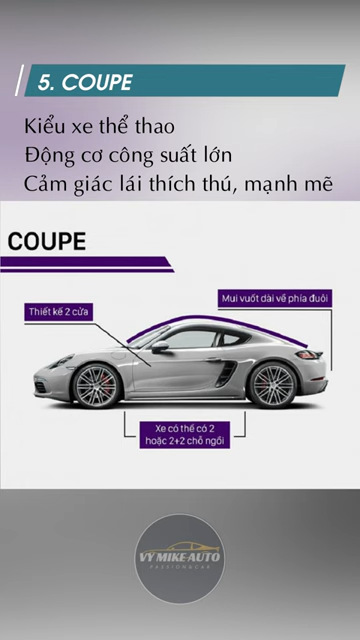 5. COUPE
Kiểu xe thể thao
Động cơ công suất lớn
Cảm giác lái thích thú, mạnh mẽ
COUPE
Mui vuốt dài về phía đuôi
Thiết kế 2 cửa
Xe có thể có 2
hoặc 2+2 chỗ ngồi
VY MIKE AUTO
PASSION & CAR